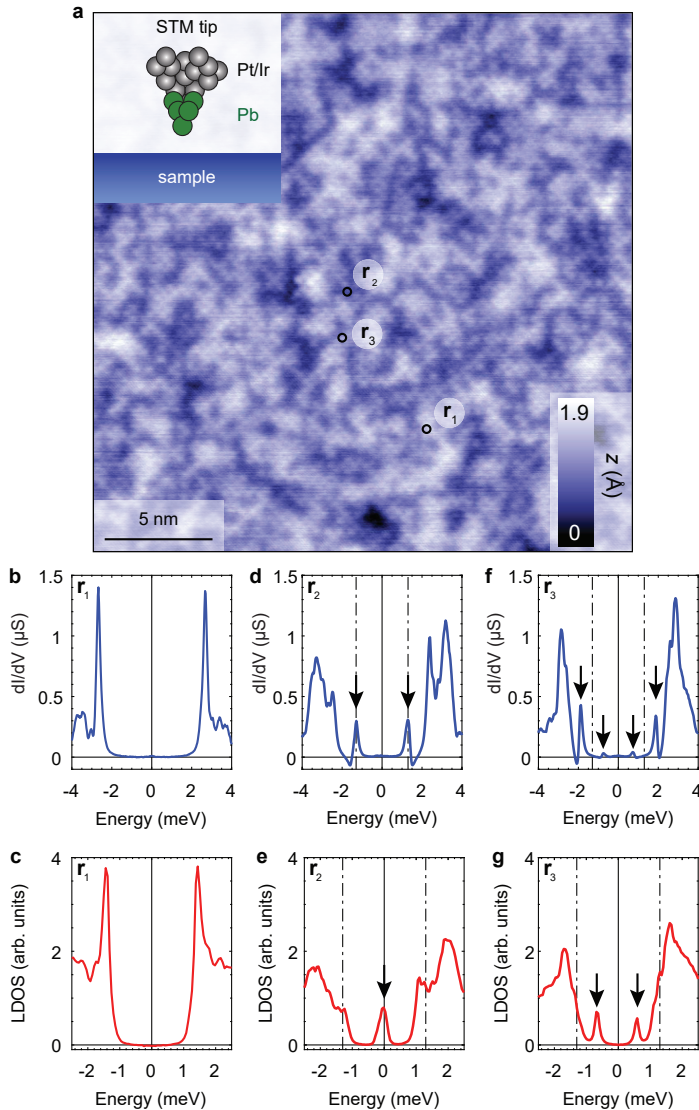 a
STM tip
Pt/Ir
Pb
sample
r2
r3
r1
5 nm
1.9
0
z (Å)
b
r1
1.5
1
0.5
0
dI/dV (µS)
-4 -2 0 2 4
Energy (meV)
d
r2
1.5
1
0.5
0
dI/dV (µS)
-4 -2 0 2 4
Energy (meV)
f
r3
1.5
1
0.5
0
dI/dV (µS)
-4 -2 0 2 4
Energy (meV)
c
r1
4
2
0
LDOS (arb. units)
-2 -1 0 1 2
Energy (meV)
e
r2
4
2
0
LDOS (arb. units)
-2 -1 0 1 2
Energy (meV)
g
r3
4
2
0
LDOS (arb. units)
-2 -1 0 1 2
Energy (meV)